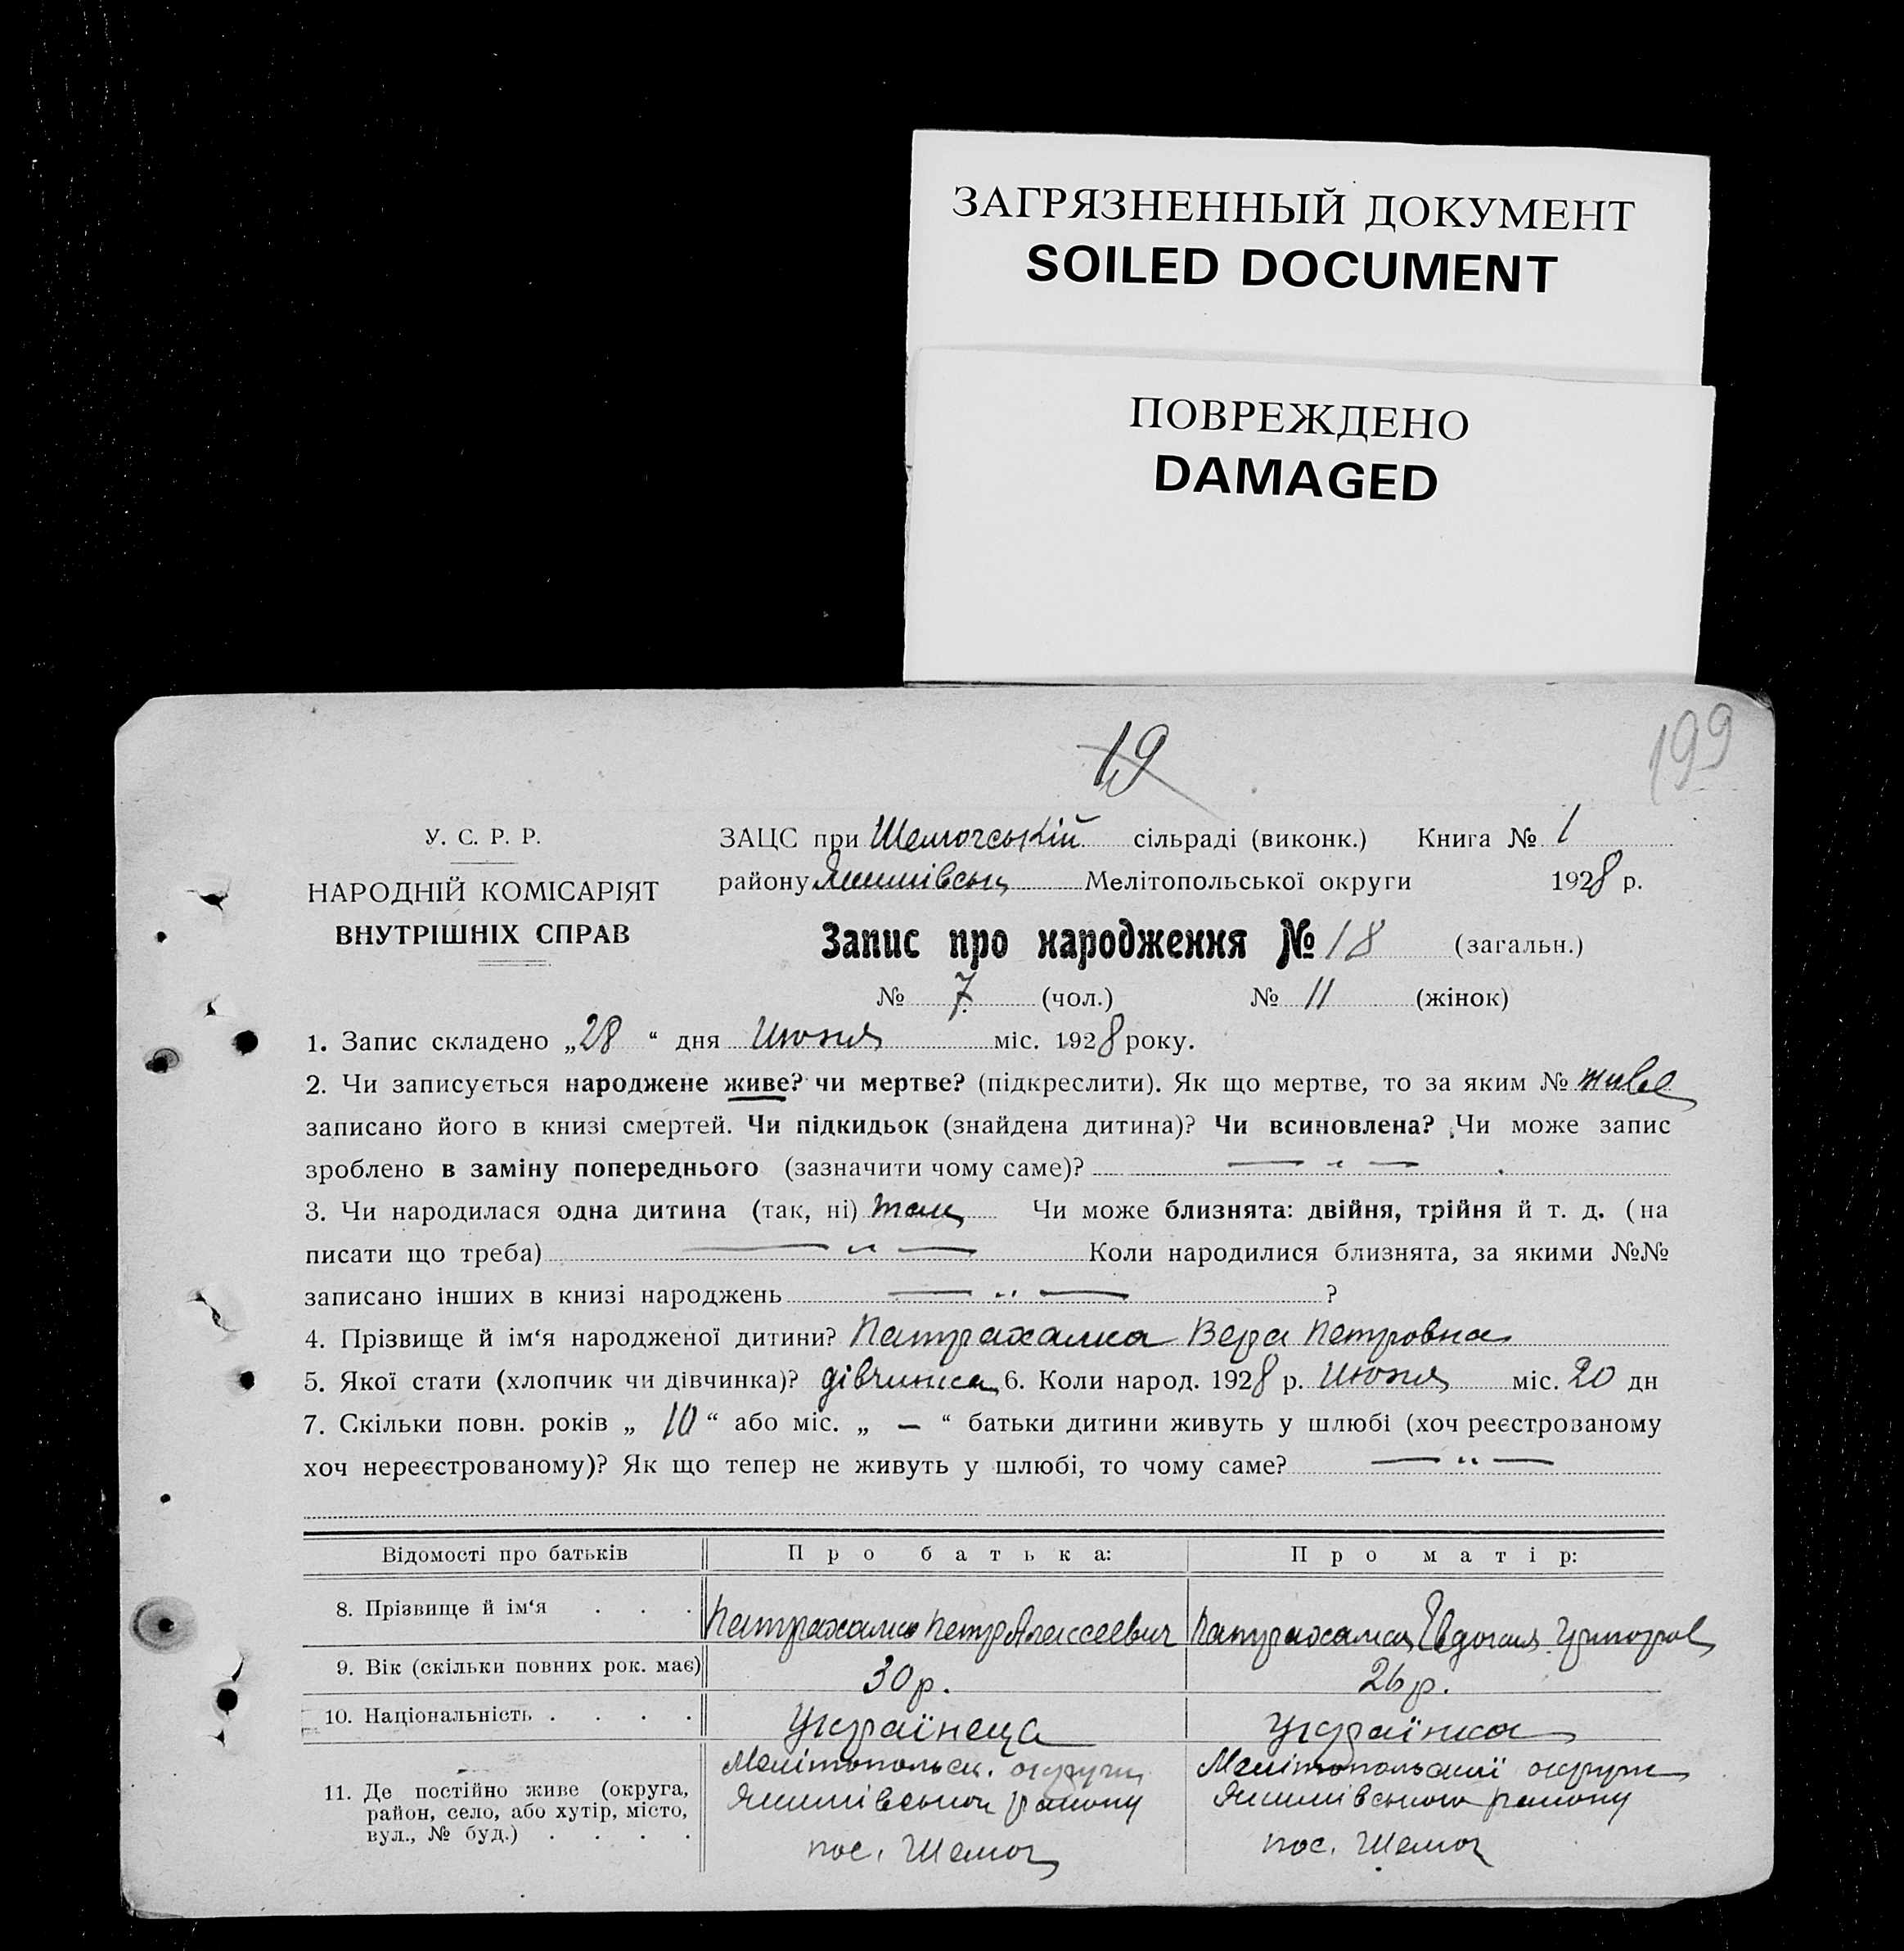 ЗАГРЯЗНЕННЫЙ ДОКУМЕНТ
SOILED DOCUMENT
ПОВРЕЖДЕНО
DAMAGED
19
199
У. С. Р. Р.
НАРОДНІЙ КОМІСАРІЯТ
ВНУТРІШНІХ СПРАВ
ЗАЦС при сільраді (виконк.) Книга № 1
району Мелітопольської округи 1928 р.
Запис про народження № 18 (загальн.)
№ 7 (чол.) № 11 (жінок)
1. Запис складено „28“ дня Июня міс. 1928 року.
2. Чи записується народжене живе? чи мертве? (підкреслити). Як що мертве, то за яким № живе
записано його в книзі смертей. Чи підкидьок (знайдена дитина)? Чи всиновлена? Чи може запис
зроблено в заміну попереднього (зазначити чому саме)? — " —
3. Чи народилася одна дитина (так, ні) так Чи може близнята: двійня, трійня й т. д. (на
писати що треба) — " — Коли народилися близнята, за якими №№
записано інших в книзі народжень — " — ?
4. Прізвище й ім‘я народженої дитини? Патрахалка Вера Петровна
5. Якої стати (хлопчик чи дівчинка)? дівчинка 6. Коли народ. 1928 р. Июня міс. 20 дн
7. Скільки повн. років „ 10 “ або міс. „ — “ батьки дитини живуть у шлюбі (хоч реєстрованому
хоч нереєстрованому)? Як що тепер не живуть у шлюбі, то чому саме? — " —
Відомості про батьків Про батька: Про матір:
8. Прізвище й ім‘я . . . Петр Алексеевич
9. Вік (скільки повних рок. має) 30 р. 26 р.
10. Національність . . . . Українець Українка
11. Де постійно живе (округа, район, село, або хутір, місто, вул., № буд.) . . . .
Мелітопольск. округи Мелітопольскиї округи
району району
пос. пос.